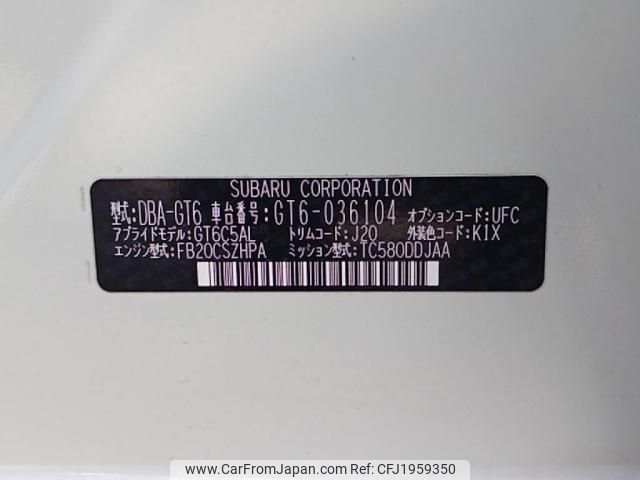 SUBARU CORPORATION
型式:DBA-GT6 車台番号:GT6-036104 オプションコード:UFC
アプライドモデル:GT6C5AL トリムコード:J20 外装色コード:K1X
エンジン型式:FB20CSZHPA ミッション型式:TC580DDJAA
www.CarFromJapan.com - Car ID: CFJ1959350